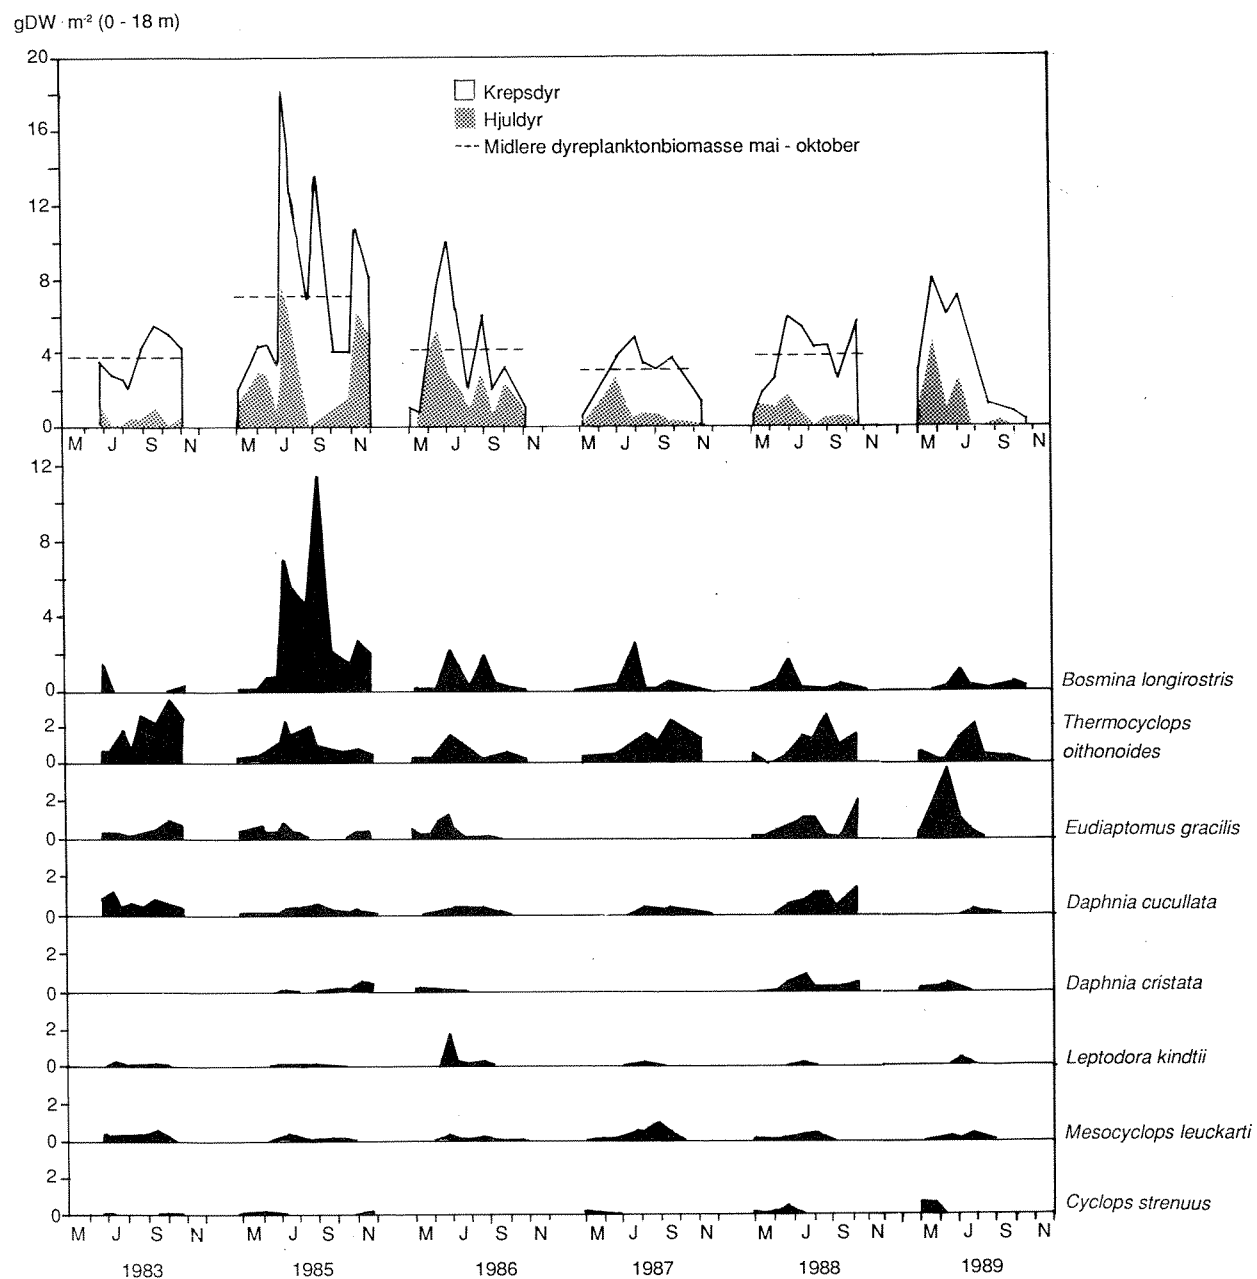 gDW · m-² (0 - 18 m)
20
16
12
8
4
0
Krepsdyr
Hjuldyr
Midlere dyreplanktonbiomasse mai - oktober
M J S N M J S N M J S N M J S N M J S N M J S N
12
8
4
0
Bosmina longirostris
2
0
Thermocyclops
oithonoides
2
0
Eudiaptomus gracilis
2
0
Daphnia cucullata
2
0
Daphnia cristata
2
0
Leptodora kindtii
2
0
Mesocyclops leuckarti
2
0
Cyclops strenuus
M J S N M J S N M J S N M J S N M J S N M J S N
1983 1985 1986 1987 1988 1989